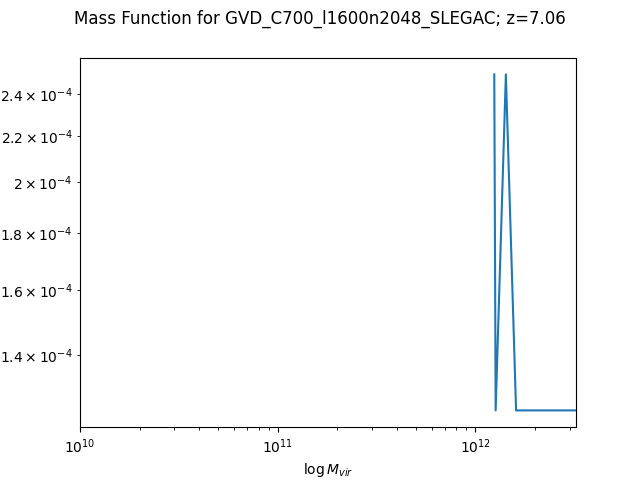 Mass Function for GVD_C700_l1600n2048_SLEGAC; z=7.06
2.4 × 10⁻⁴
2.2 × 10⁻⁴
2 × 10⁻⁴
1.8 × 10⁻⁴
1.6 × 10⁻⁴
1.4 × 10⁻⁴
10¹⁰ 10¹¹ 10¹²
log M_vir